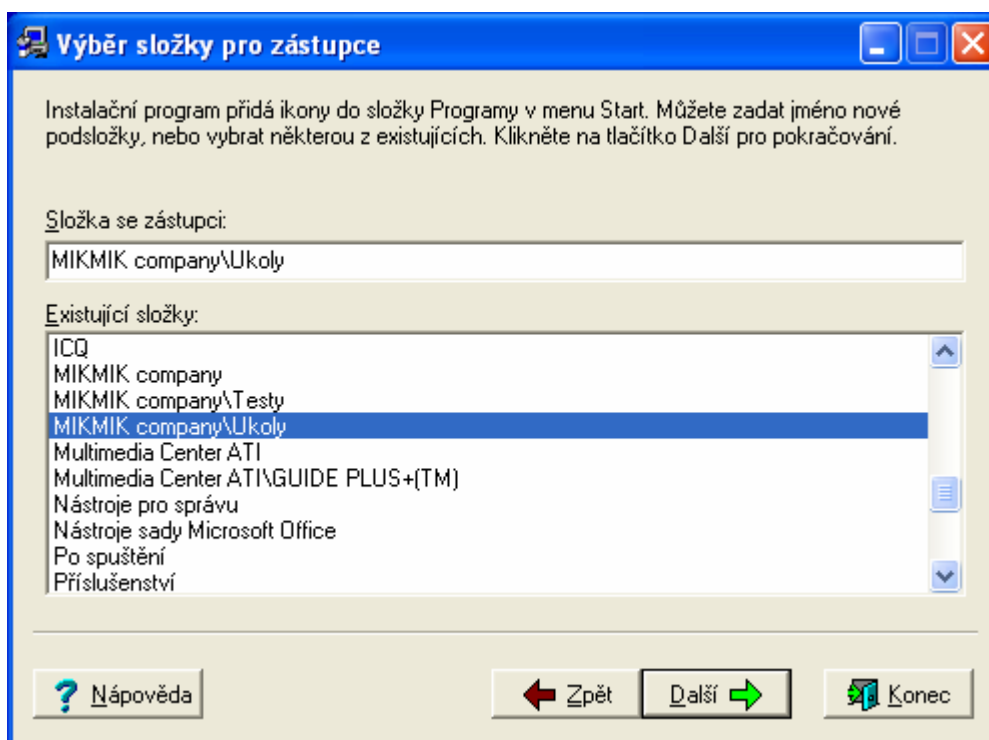 Výběr složky pro zástupce
Instalační program přidá ikony do složky Programy v menu Start. Můžete zadat jméno nové
podsložky, nebo vybrat některou z existujících. Klikněte na tlačítko Další pro pokračování.
Složka se zástupci:
MIKMIK company\Ukoly
Existující složky:
ICQ
MIKMIK company
MIKMIK company\Testy
MIKMIK company\Ukoly
Multimedia Center ATI
Multimedia Center ATI\GUIDE PLUS+(TM)
Nástroje pro správu
Nástroje sady Microsoft Office
Po spuštění
Příslušenství
Nápověda Zpět Další Konec